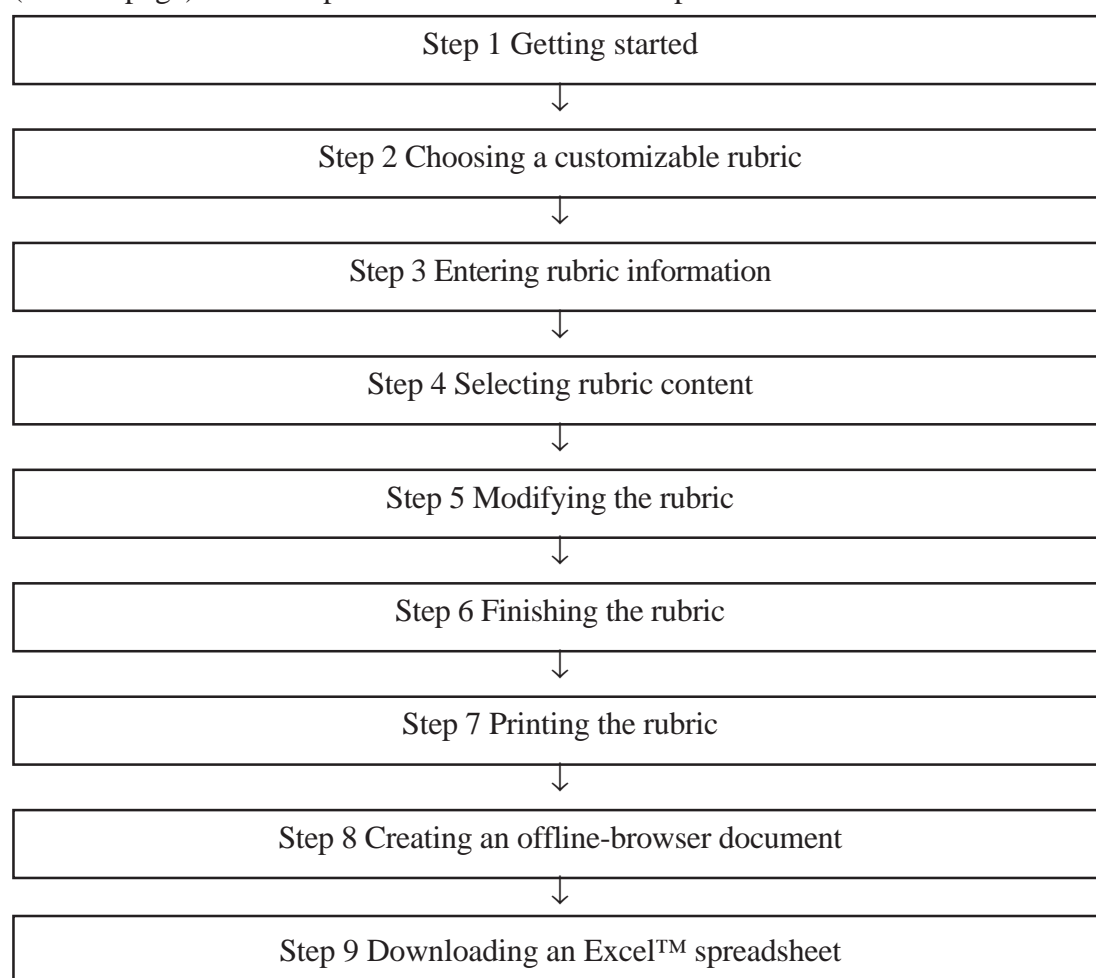 Step 1 Getting started
↓
Step 2 Choosing a customizable rubric
↓
Step 3 Entering rubric information
↓
Step 4 Selecting rubric content
↓
Step 5 Modifying the rubric
↓
Step 6 Finishing the rubric
↓
Step 7 Printing the rubric
↓
Step 8 Creating an offline-browser document
↓
Step 9 Downloading an Excel™ spreadsheet